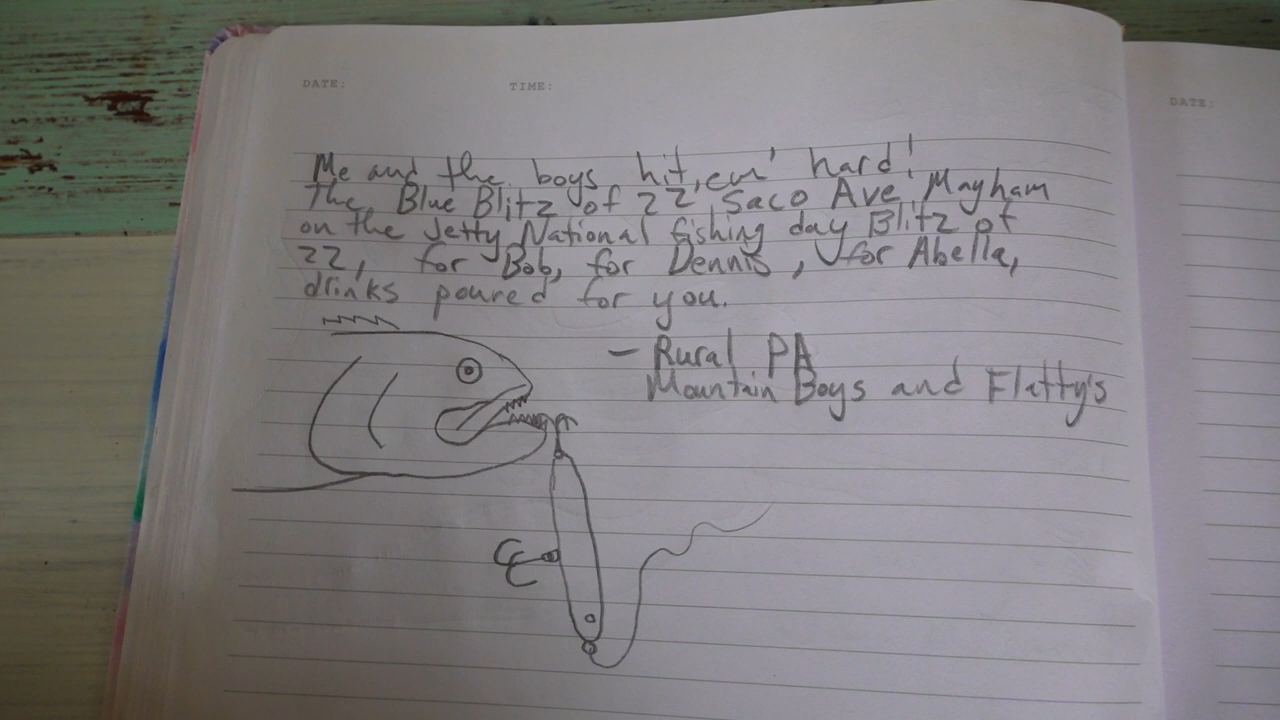 DATE: TIME:
DATE:
Me and the boys hit em' hard!
The Blue Blitz of 22 Saco Ave Mayham
on the Jetty National fishing day Blitz of
22, for Bob, for Dennis, for Abella,
drinks poured for you.
- Rural PA
Mountain Boys and Flatty's